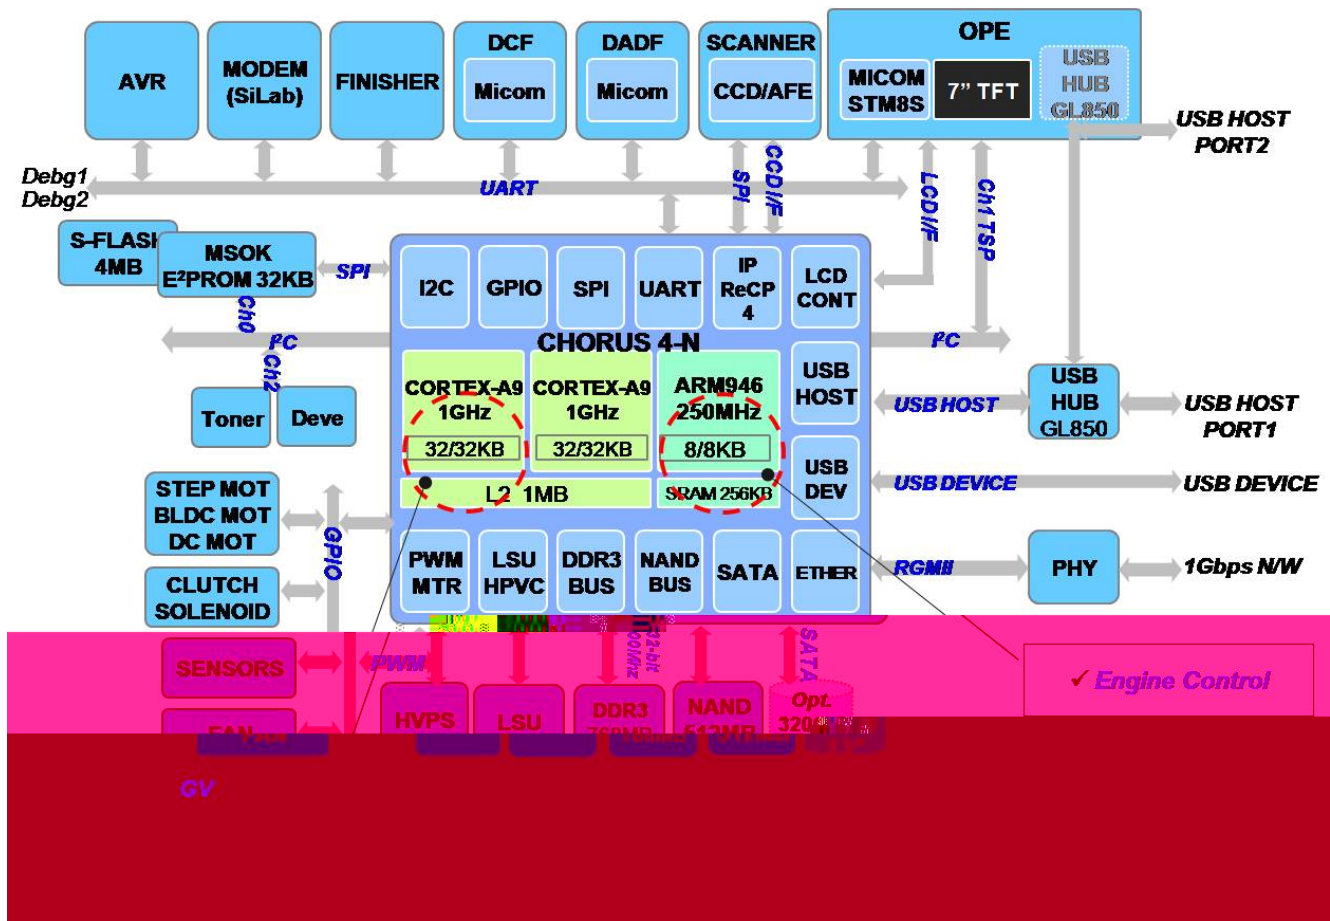 AVR
MODEM
(SiLab)
FINISHER
DCF
Micom
DADF
Micom
SCANNER
CCD/AFE
OPE
MICOM
STM8S
7” TFT
USB
HUB
GL850
USB HOST
PORT2
Debg1
Debg2
UART
SPI
CCD I/F
LCD I/F
Ch1 TSP
S-FLASH
4MB
MSOK
E²PROM 32KB
SPI
Ch0
I²C
Ch2
Toner
Deve
I2C
GPIO
SPI
UART
IP
ReCP
4
LCD
CONT
CHORUS 4-N
I²C
CORTEX-A9
1GHz
32/32KB
CORTEX-A9
1GHz
32/32KB
ARM946
250MHz
8/8KB
L2 1MB
SRAM 256KB
USB
HOST
USB
DEV
USB HOST
USB
HUB
GL850
USB HOST
PORT1
USB DEVICE
USB DEVICE
STEP MOT
BLDC MOT
DC MOT
GPIO
CLUTCH
SOLENOID
PWM
MTR
LSU
HPVC
DDR3
BUS
NAND
BUS
SATA
ETHER
RGMII
PHY
1Gbps N/W
SENSORS
PWM
32-bit
SATA
HVPS
LSU
DDR3
NAND
512MB
Opt.
✓ Engine Control
FAN
GV